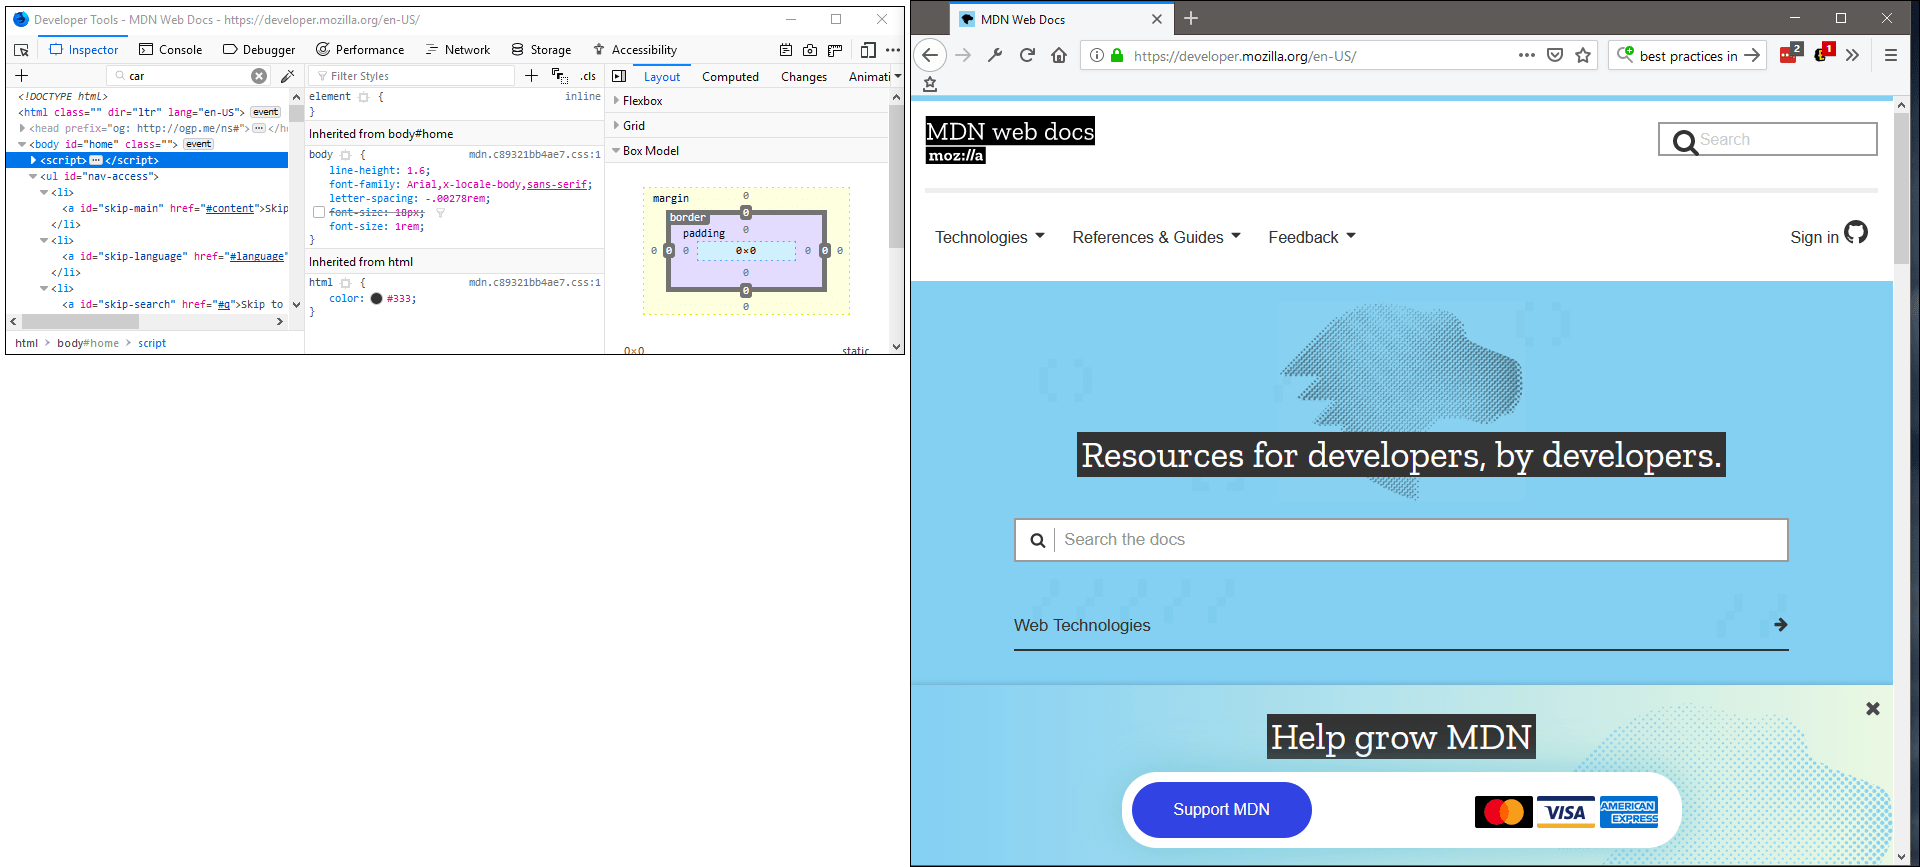 Developer Tools - MDN Web Docs - https://developer.mozilla.org/en-US/
Inspector Console Debugger Performance Network Storage Accessibility
car
Filter Styles
.cls
Layout Computed Changes Animati
<!DOCTYPE html>
<html class="" dir="ltr" lang="en-US"> event
<head prefix="og: http://ogp.me/ns#"> </h
<body id="home" class=""> event
<script> </script>
<ul id="nav-access">
<li>
<a id="skip-main" href="#content">Skip
</li>
<li>
<a id="skip-language" href="#language"
</li>
<li>
<a id="skip-search" href="#q">Skip to
html > body#home > script
element { inline
}
Inherited from body#home
body { mdn.c89321bb4ae7.css:1
line-height: 1.6;
font-family: Arial,x-locale-body,sans-serif;
letter-spacing: -.00278rem;
font-size: 18px;
font-size: 1rem;
}
Inherited from html
html { mdn.c89321bb4ae7.css:1
color: #333;
}
Flexbox
Grid
Box Model
margin 0
border 0
padding 0
0 0 0 0×0 0 0 0
0
0
0
0×0 static
MDN Web Docs
https://developer.mozilla.org/en-US/
best practices in
2
1
MDN web docs
moz://a
Search
Technologies References & Guides Feedback Sign in
Resources for developers, by developers.
Search the docs
Web Technologies
Help grow MDN
Support MDN
VISA
AMERICAN EXPRESS